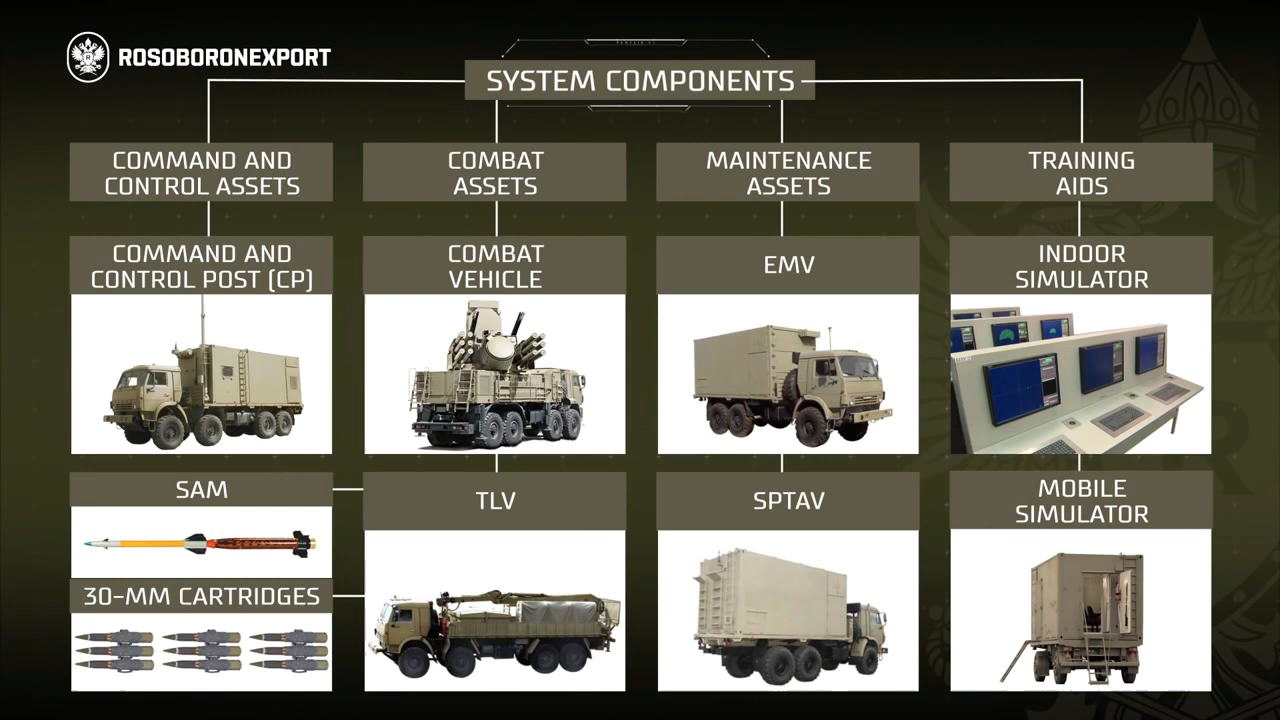 ROSOBORONEXPORT
SYSTEM COMPONENTS
COMMAND AND
CONTROL ASSETS
COMBAT
ASSETS
MAINTENANCE
ASSETS
TRAINING
AIDS
COMMAND AND
CONTROL POST (CP)
COMBAT
VEHICLE
EMV
INDOOR
SIMULATOR
SAM
30-MM CARTRIDGES
TLV
SPTAV
MOBILE
SIMULATOR